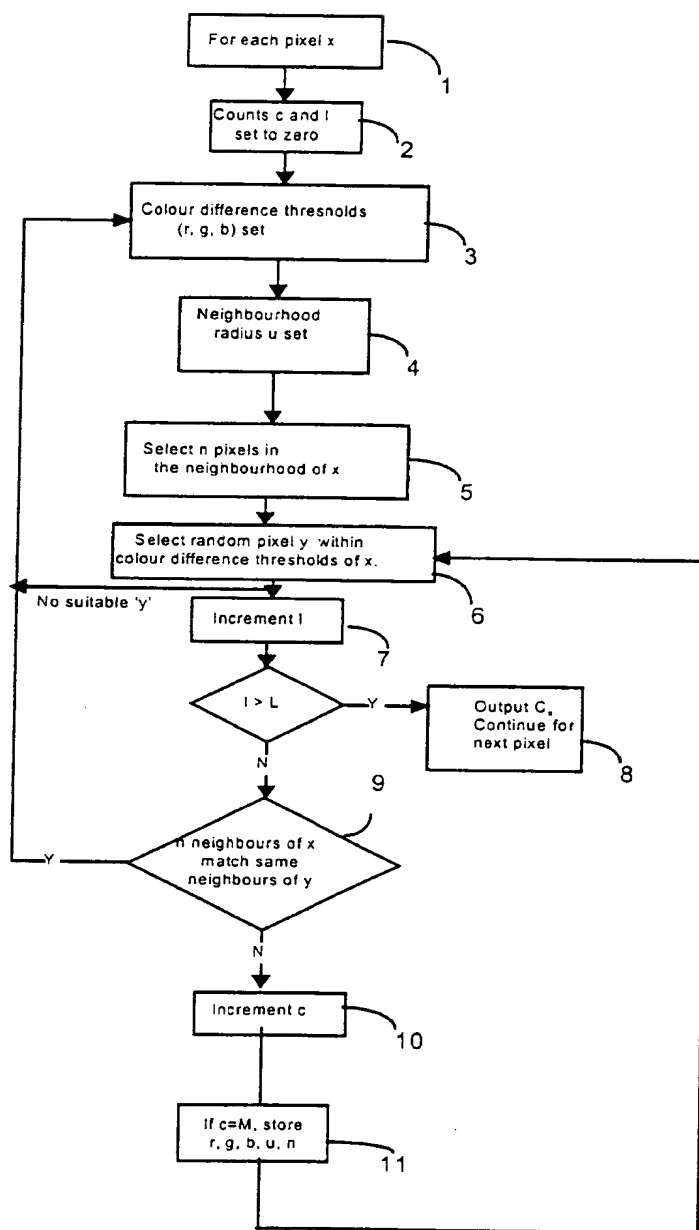 For each pixel x
1
Counts c and I
set to zero
2
Colour difference thresnolds
(r, g, b) set
3
Neighbourhood
radius u set
4
Select n pixels in
the neighbourhood of x
5
Select random pixel y within
colour difference thresholds of x.
6
No suitable 'y'
Increment I
7
I > L
Y
Output Cx
Continue for
next pixel
8
N
9
n neighbours of x
match same
neighbours of y
Y
N
Increment c
10
If c=M, store
r, g, b, u, n
11